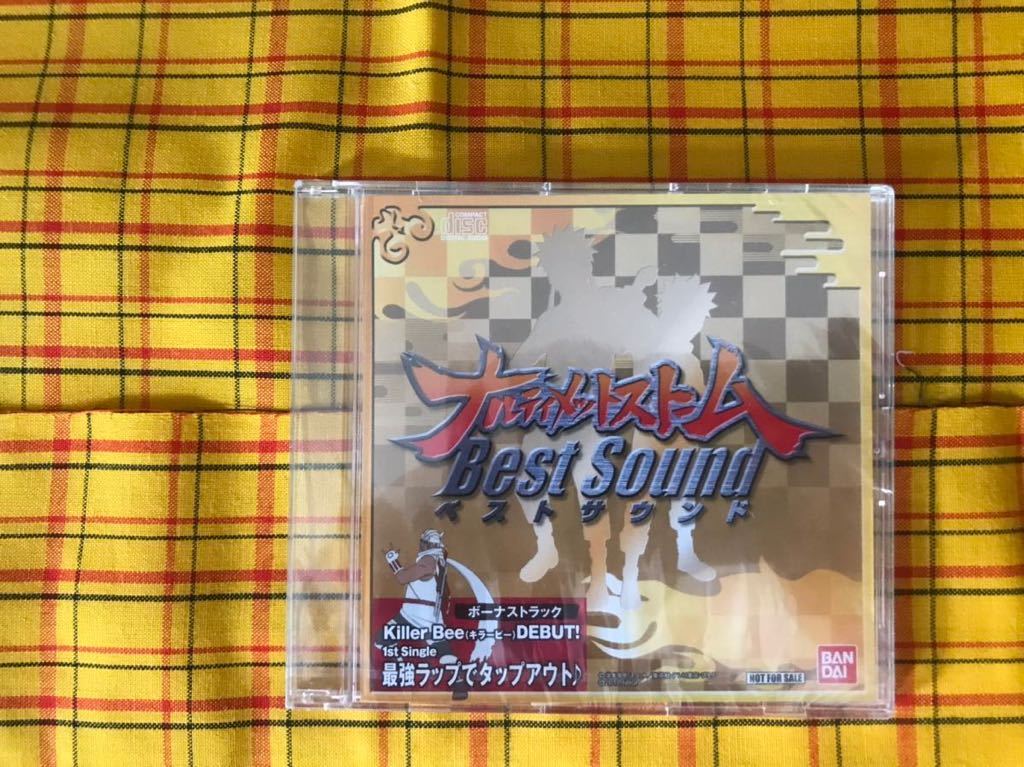 COMPACT
disc
DIGITAL AUDIO
ナルティメットストーム
Best Sound
ベストサウンド
ボーナストラック
Killer Bee(キラービー)DEBUT!
1st Single
最強ラップでタップアウト♪
NOT FOR SALE
BAN
DAI